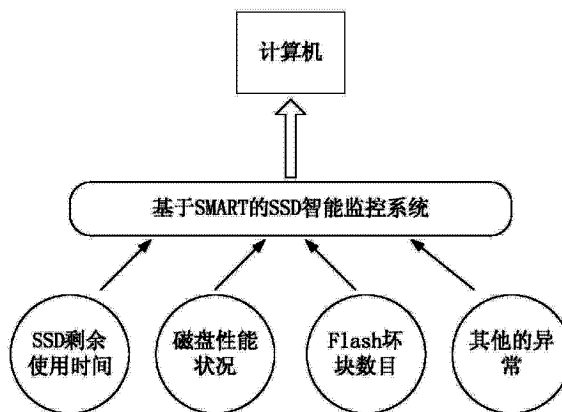 计算机
基于SMART的SSD智能监控系统
SSD剩余
使用时间
磁盘性能
状况
Flash坏
块数目
其他的异
常